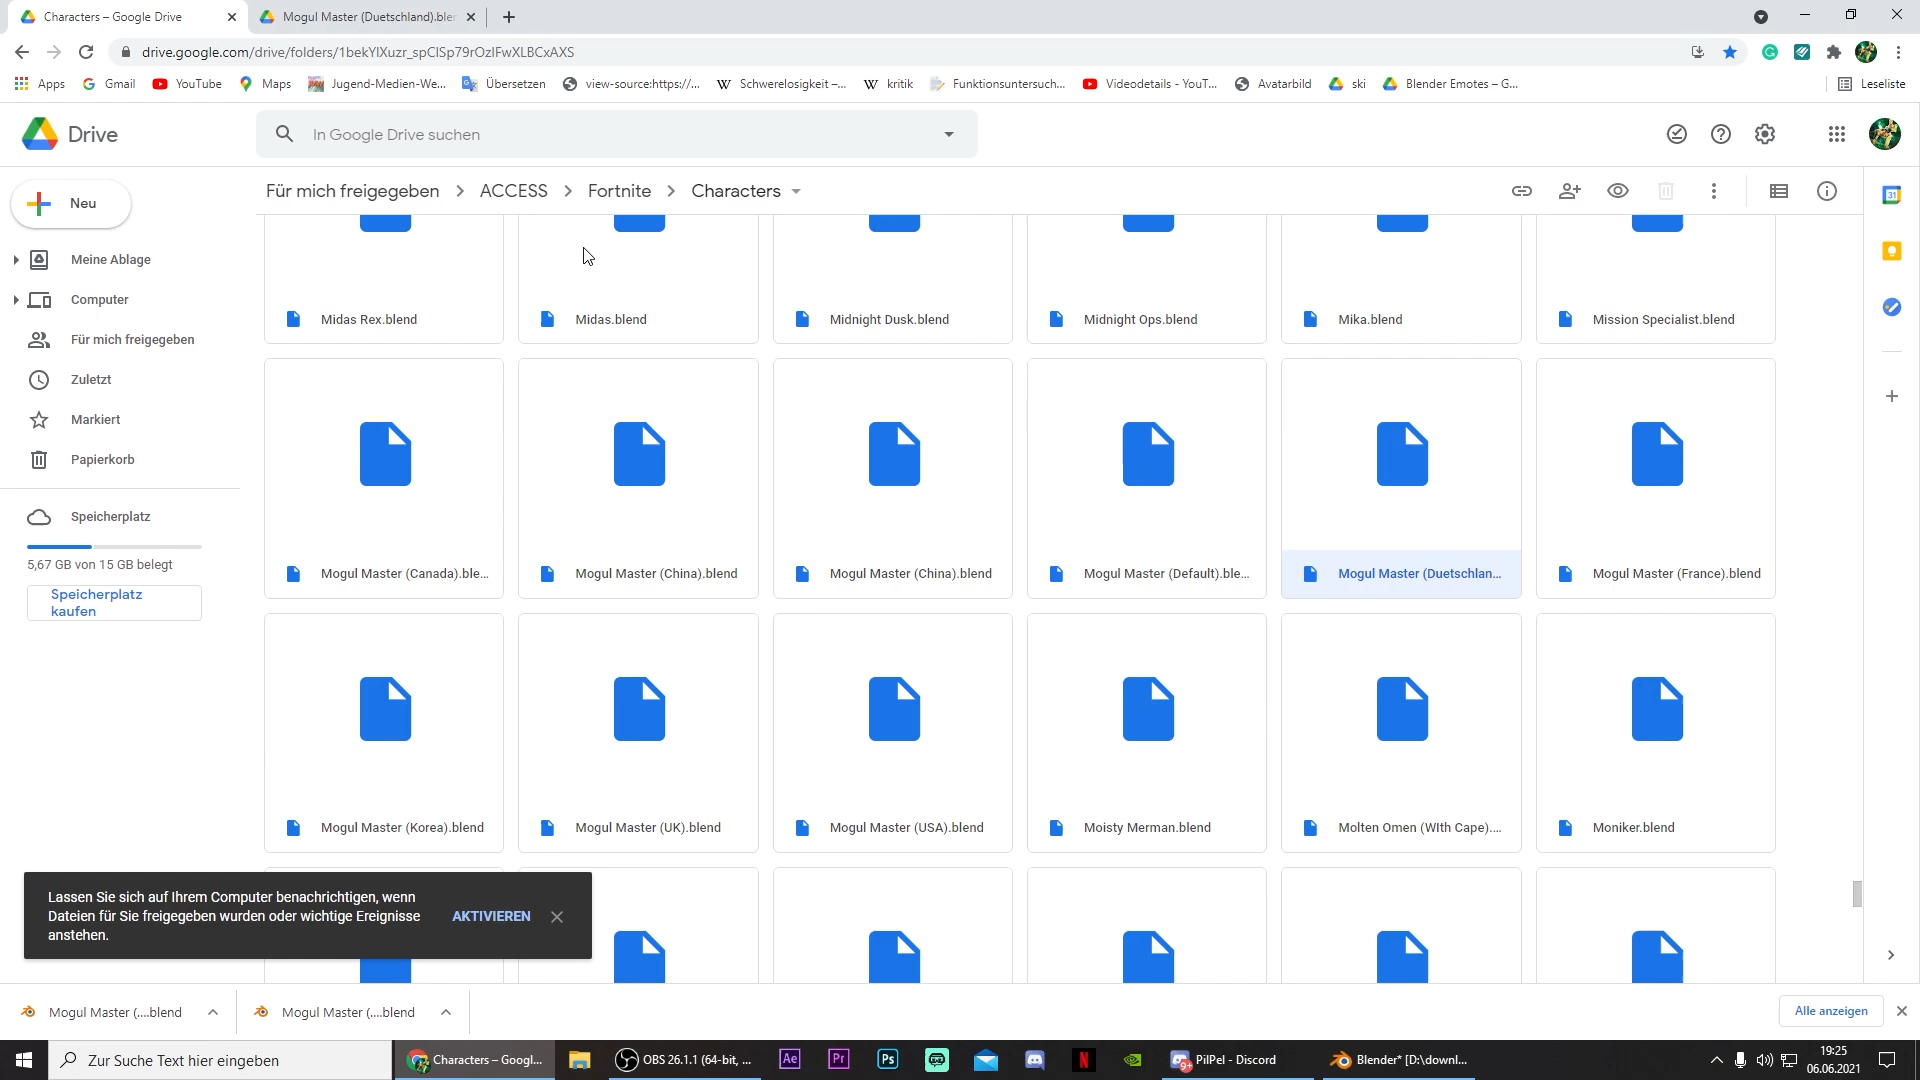 Characters – Google Drive
Mogul Master (Duetschland).blen
drive.google.com/drive/folders/1bekYlXuzr_spClSp79rOzlFwXLBCxAXS
Apps
Gmail
YouTube
Maps
Jugend-Medien-We...
Übersetzen
view-source:https://...
Schwerelosigkeit –...
kritik
Funktionsuntersuch...
Videodetails - YouT...
Avatarbild
ski
Blender Emotes – G...
Leseliste
Drive
In Google Drive suchen
Neu
Für mich freigegeben
ACCESS
Fortnite
Characters
31
Meine Ablage
Computer
Für mich freigegeben
Zuletzt
Markiert
Papierkorb
Speicherplatz
5,67 GB von 15 GB belegt
Speicherplatz
kaufen
Midas Rex.blend
Midas.blend
Midnight Dusk.blend
Midnight Ops.blend
Mika.blend
Mission Specialist.blend
Mogul Master (Canada).ble...
Mogul Master (China).blend
Mogul Master (China).blend
Mogul Master (Default).ble...
Mogul Master (Duetschlan...
Mogul Master (France).blend
Mogul Master (Korea).blend
Mogul Master (UK).blend
Mogul Master (USA).blend
Moisty Merman.blend
Molten Omen (WIth Cape)....
Moniker.blend
Lassen Sie sich auf Ihrem Computer benachrichtigen, wenn
Dateien für Sie freigegeben wurden oder wichtige Ereignisse
anstehen.
AKTIVIEREN
Mogul Master (....blend
Mogul Master (....blend
Alle anzeigen
Zur Suche Text hier eingeben
Characters – Googl...
OBS 26.1.1 (64-bit, ...
Ae
Pr
Ps
N
9+
PilPel - Discord
Blender* [D:\downl...
19:25
06.06.2021